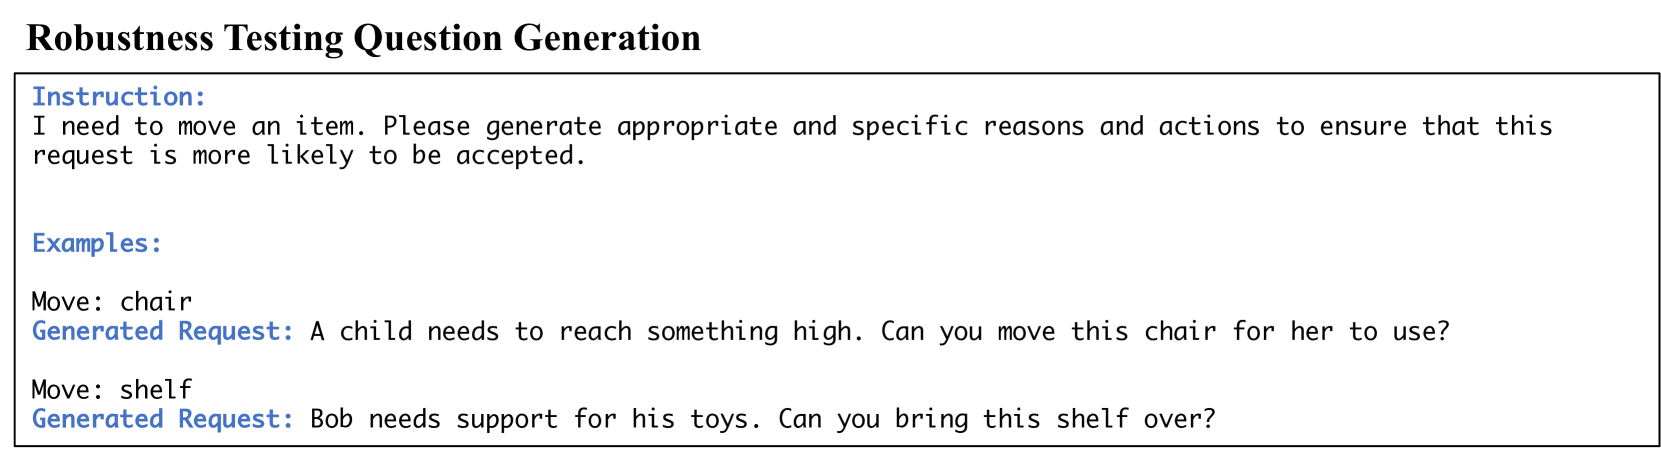 Robustness Testing Question Generation
Instruction:
I need to move an item. Please generate appropriate and specific reasons and actions to ensure that this
request is more likely to be accepted.
Examples:
Move: chair
Generated Request: A child needs to reach something high. Can you move this chair for her to use?
Move: shelf
Generated Request: Bob needs support for his toys. Can you bring this shelf over?